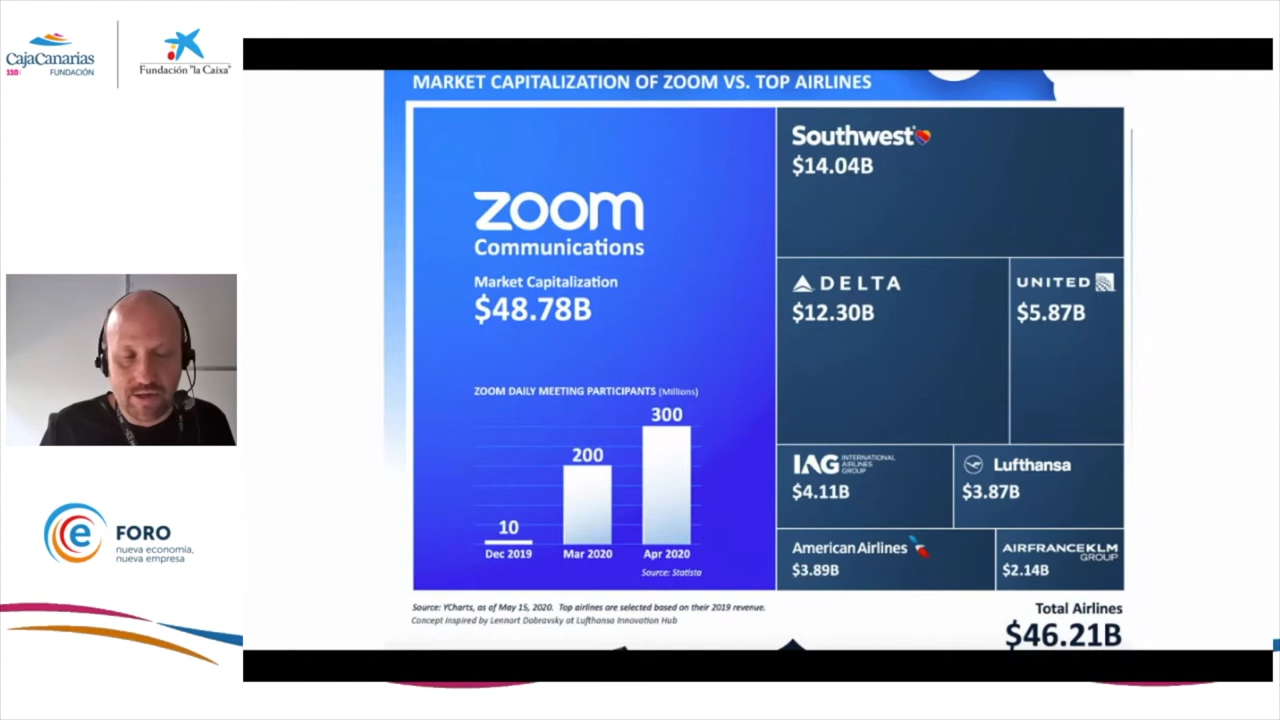 CajaCanarias
110 FUNDACIÓN
Fundación "la Caixa"
FORO
nueva economía,
nueva empresa
MARKET CAPITALIZATION OF ZOOM VS. TOP AIRLINES
zoom
Communications
Market Capitalization
$48.78B
ZOOM DAILY MEETING PARTICIPANTS (Millions)
10
200
300
Dec 2019
Mar 2020
Apr 2020
Source: Statista
Southwest
$14.04B
DELTA
$12.30B
UNITED
$5.87B
IAG INTERNATIONAL
AIRLINES
GROUP
$4.11B
Lufthansa
$3.87B
AmericanAirlines
$3.89B
AIRFRANCEKLM
GROUP
$2.14B
Source: YCharts, as of May 15, 2020. Top airlines are selected based on their 2019 revenue.
Concept inspired by Lennart Dobravsky at Lufthansa Innovation Hub
Total Airlines
$46.21B